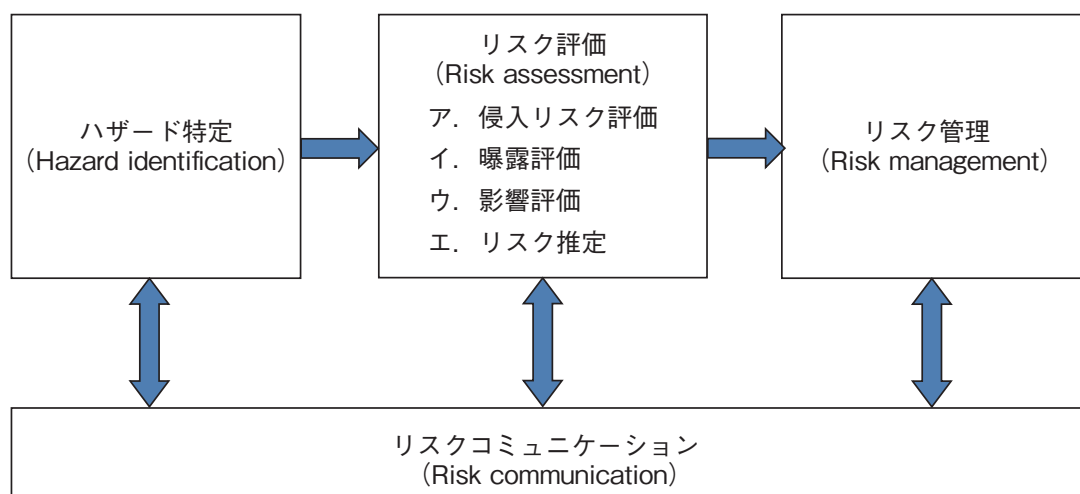 ハザード特定
（Hazard identification）
リスク評価
（Risk assessment）
ア．侵入リスク評価
イ．曝露評価
ウ．影響評価
エ．リスク推定
リスク管理
（Risk management）
リスクコミュニケーション
（Risk communication）